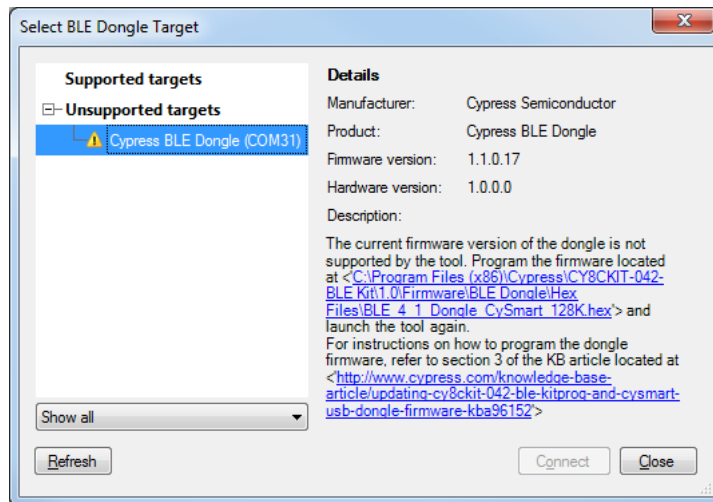 Select BLE Dongle Target
Supported targets
Unsupported targets
Cypress BLE Dongle (COM31)
Show all
Refresh
Details
Manufacturer: Cypress Semiconductor
Product: Cypress BLE Dongle
Firmware version: 1.1.0.17
Hardware version: 1.0.0.0
Description:
The current firmware version of the dongle is not
supported by the tool. Program the firmware located
at <'C:\Program Files (x86)\Cypress\CY8CKIT-042-
BLE Kit\1.0\Firmware\BLE Dongle\Hex
Files\BLE_4_1_Dongle_CySmart_128K.hex'> and
launch the tool again.
For instructions on how to program the dongle
firmware, refer to section 3 of the KB article located at
<'http://www.cypress.com/knowledge-base-
article/updating-cy8ckit-042-ble-kitprog-and-cysmart-
usb-dongle-firmware-kba96152'>
Connect
Close